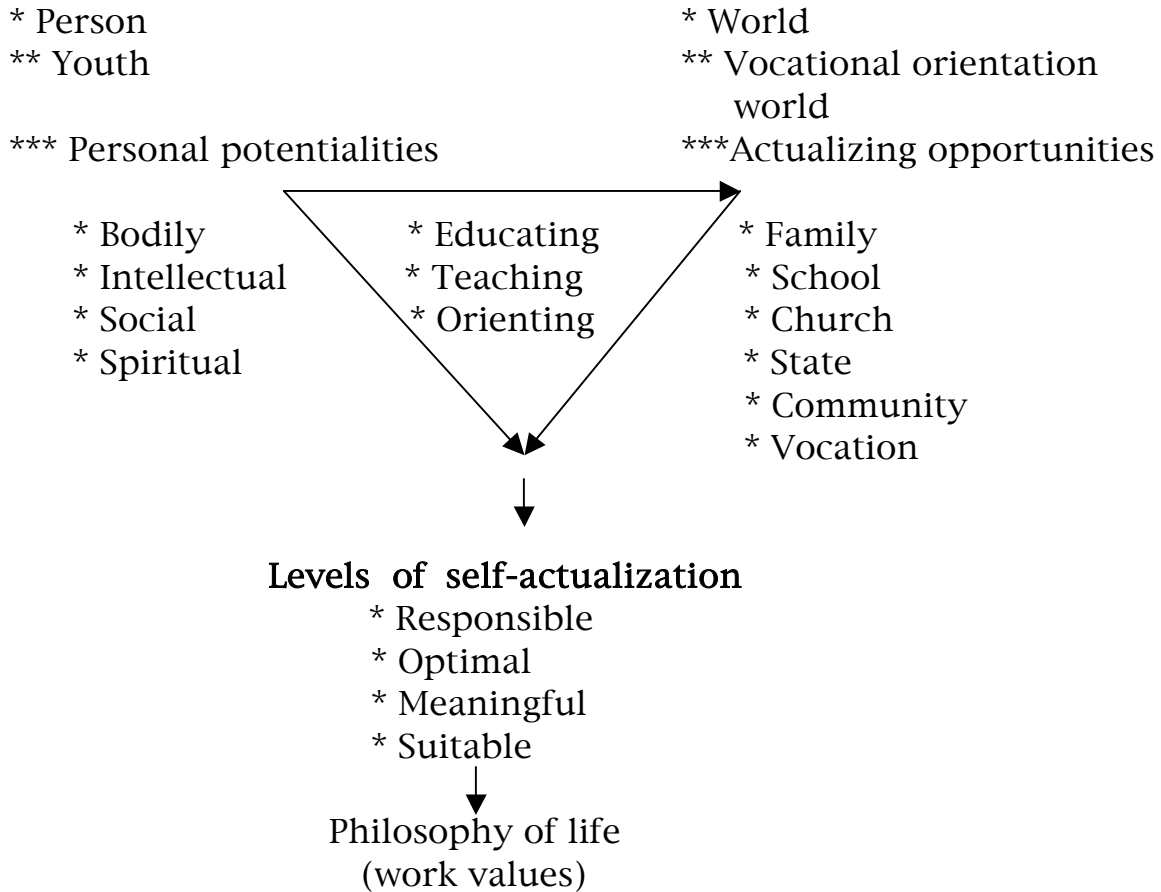 * Person
** Youth
*** Personal potentialities
* World
** Vocational orientation
world
***Actualizing opportunities
* Bodily
* Intellectual
* Social
* Spiritual
* Educating
* Teaching
* Orienting
* Family
* School
* Church
* State
* Community
* Vocation
Levels of self-actualization
* Responsible
* Optimal
* Meaningful
* Suitable
Philosophy of life
(work values)